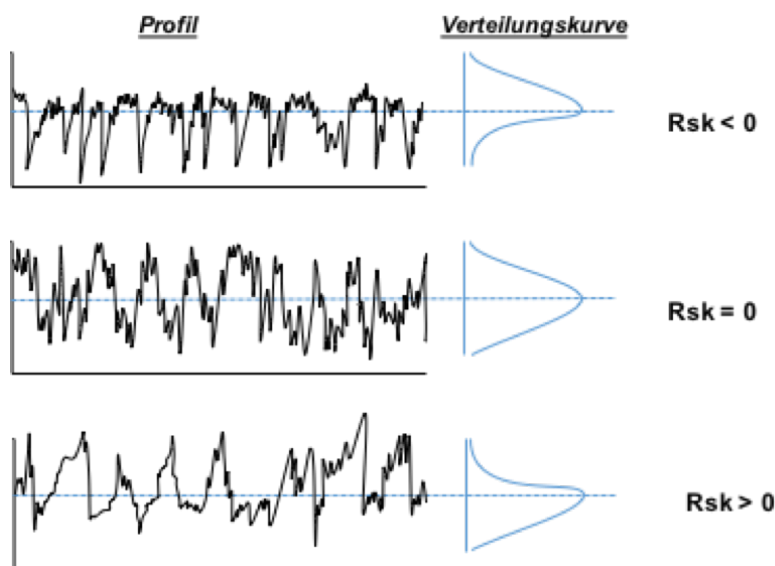 Profil
Verteilungskurve
Rsk < 0
Rsk = 0
Rsk > 0